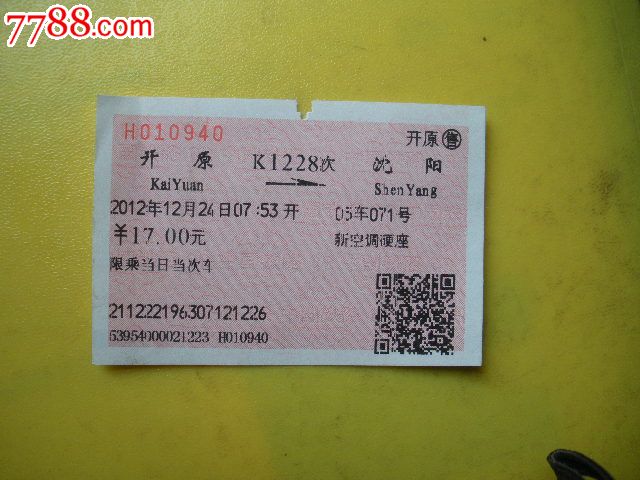 7788.com
H010940
开原㊌售
开原 K1228次 沈阳
KaiYuan ShenYang
2012年12月24日07:53开 05车071号
￥17.00元 新空调硬座
限乘当日当次车
211222196307121226
53954000021223 H010940